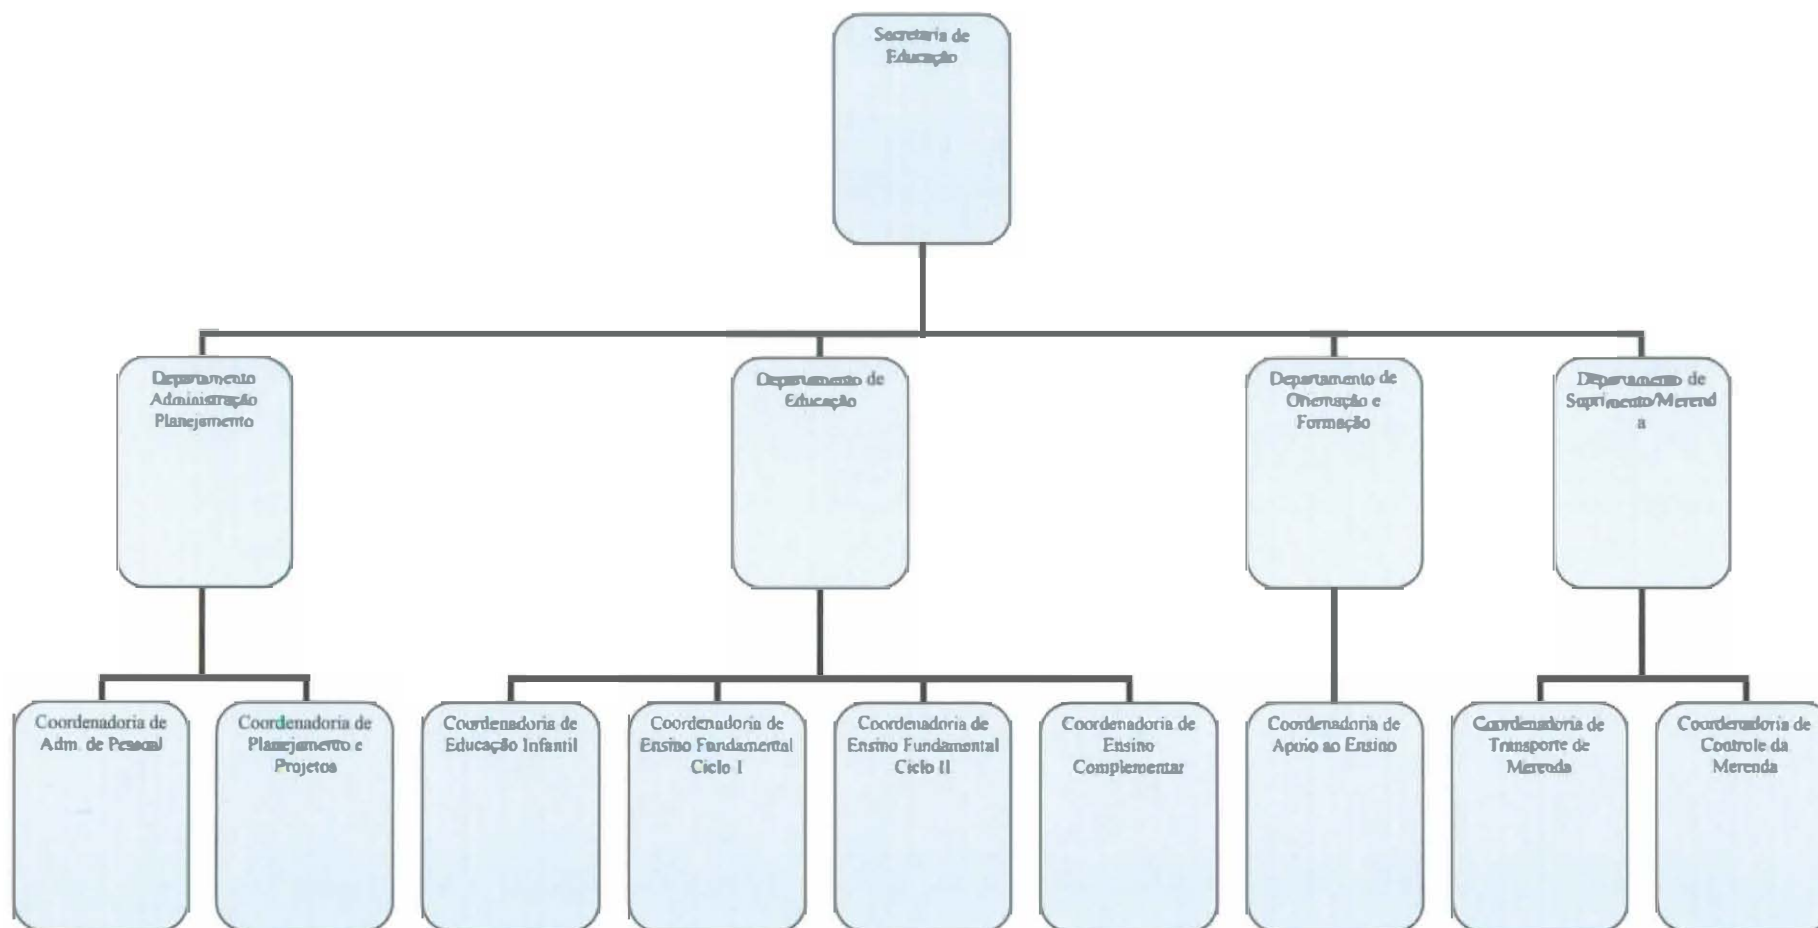 Secretaria de
Educação
Departamento
Administração
Planejamento
Departamento de
Educação
Departamento de
Orientação e
Formação
Departamento de
Suprimento/Merend
a
Coordenadoria de
Adm. de Pessoal
Coordenadoria de
Planejamento e
Projetos
Coordenadoria de
Educação Infantil
Coordenadoria de
Ensino Fundamental
Ciclo I
Coordenadoria de
Ensino Fundamental
Ciclo II
Coordenadoria de
Ensino
Complementar
Coordenadoria de
Apoio ao Ensino
Coordenadoria de
Transporte de
Merenda
Coordenadoria de
Controle da
Merenda